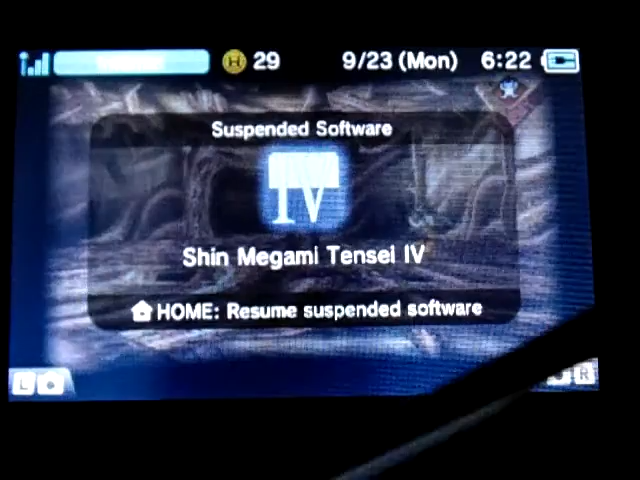 29 9/23 (Mon) 6:22
Suspended Software
IV
Shin Megami Tensei IV
HOME: Resume suspended software
L R